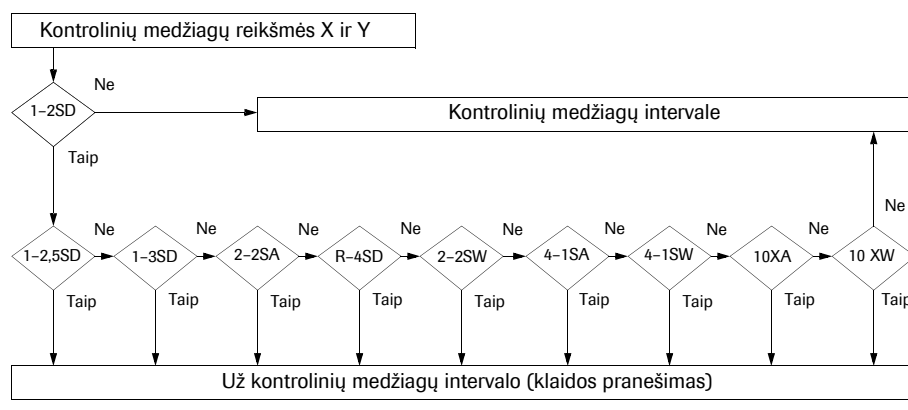 Kontrolinių medžiagų reikšmės X ir Y
Ne
1–2SD
Kontrolinių medžiagų intervale
Taip
Ne
Ne Ne Ne Ne Ne Ne Ne Ne
1–2,5SD 1–3SD 2–2SA R–4SD 2–2SW 4–1SA 4–1SW 10XA 10 XW
Taip Taip Taip Taip Taip Taip Taip Taip Taip
Už kontrolinių medžiagų intervalo (klaidos pranešimas)